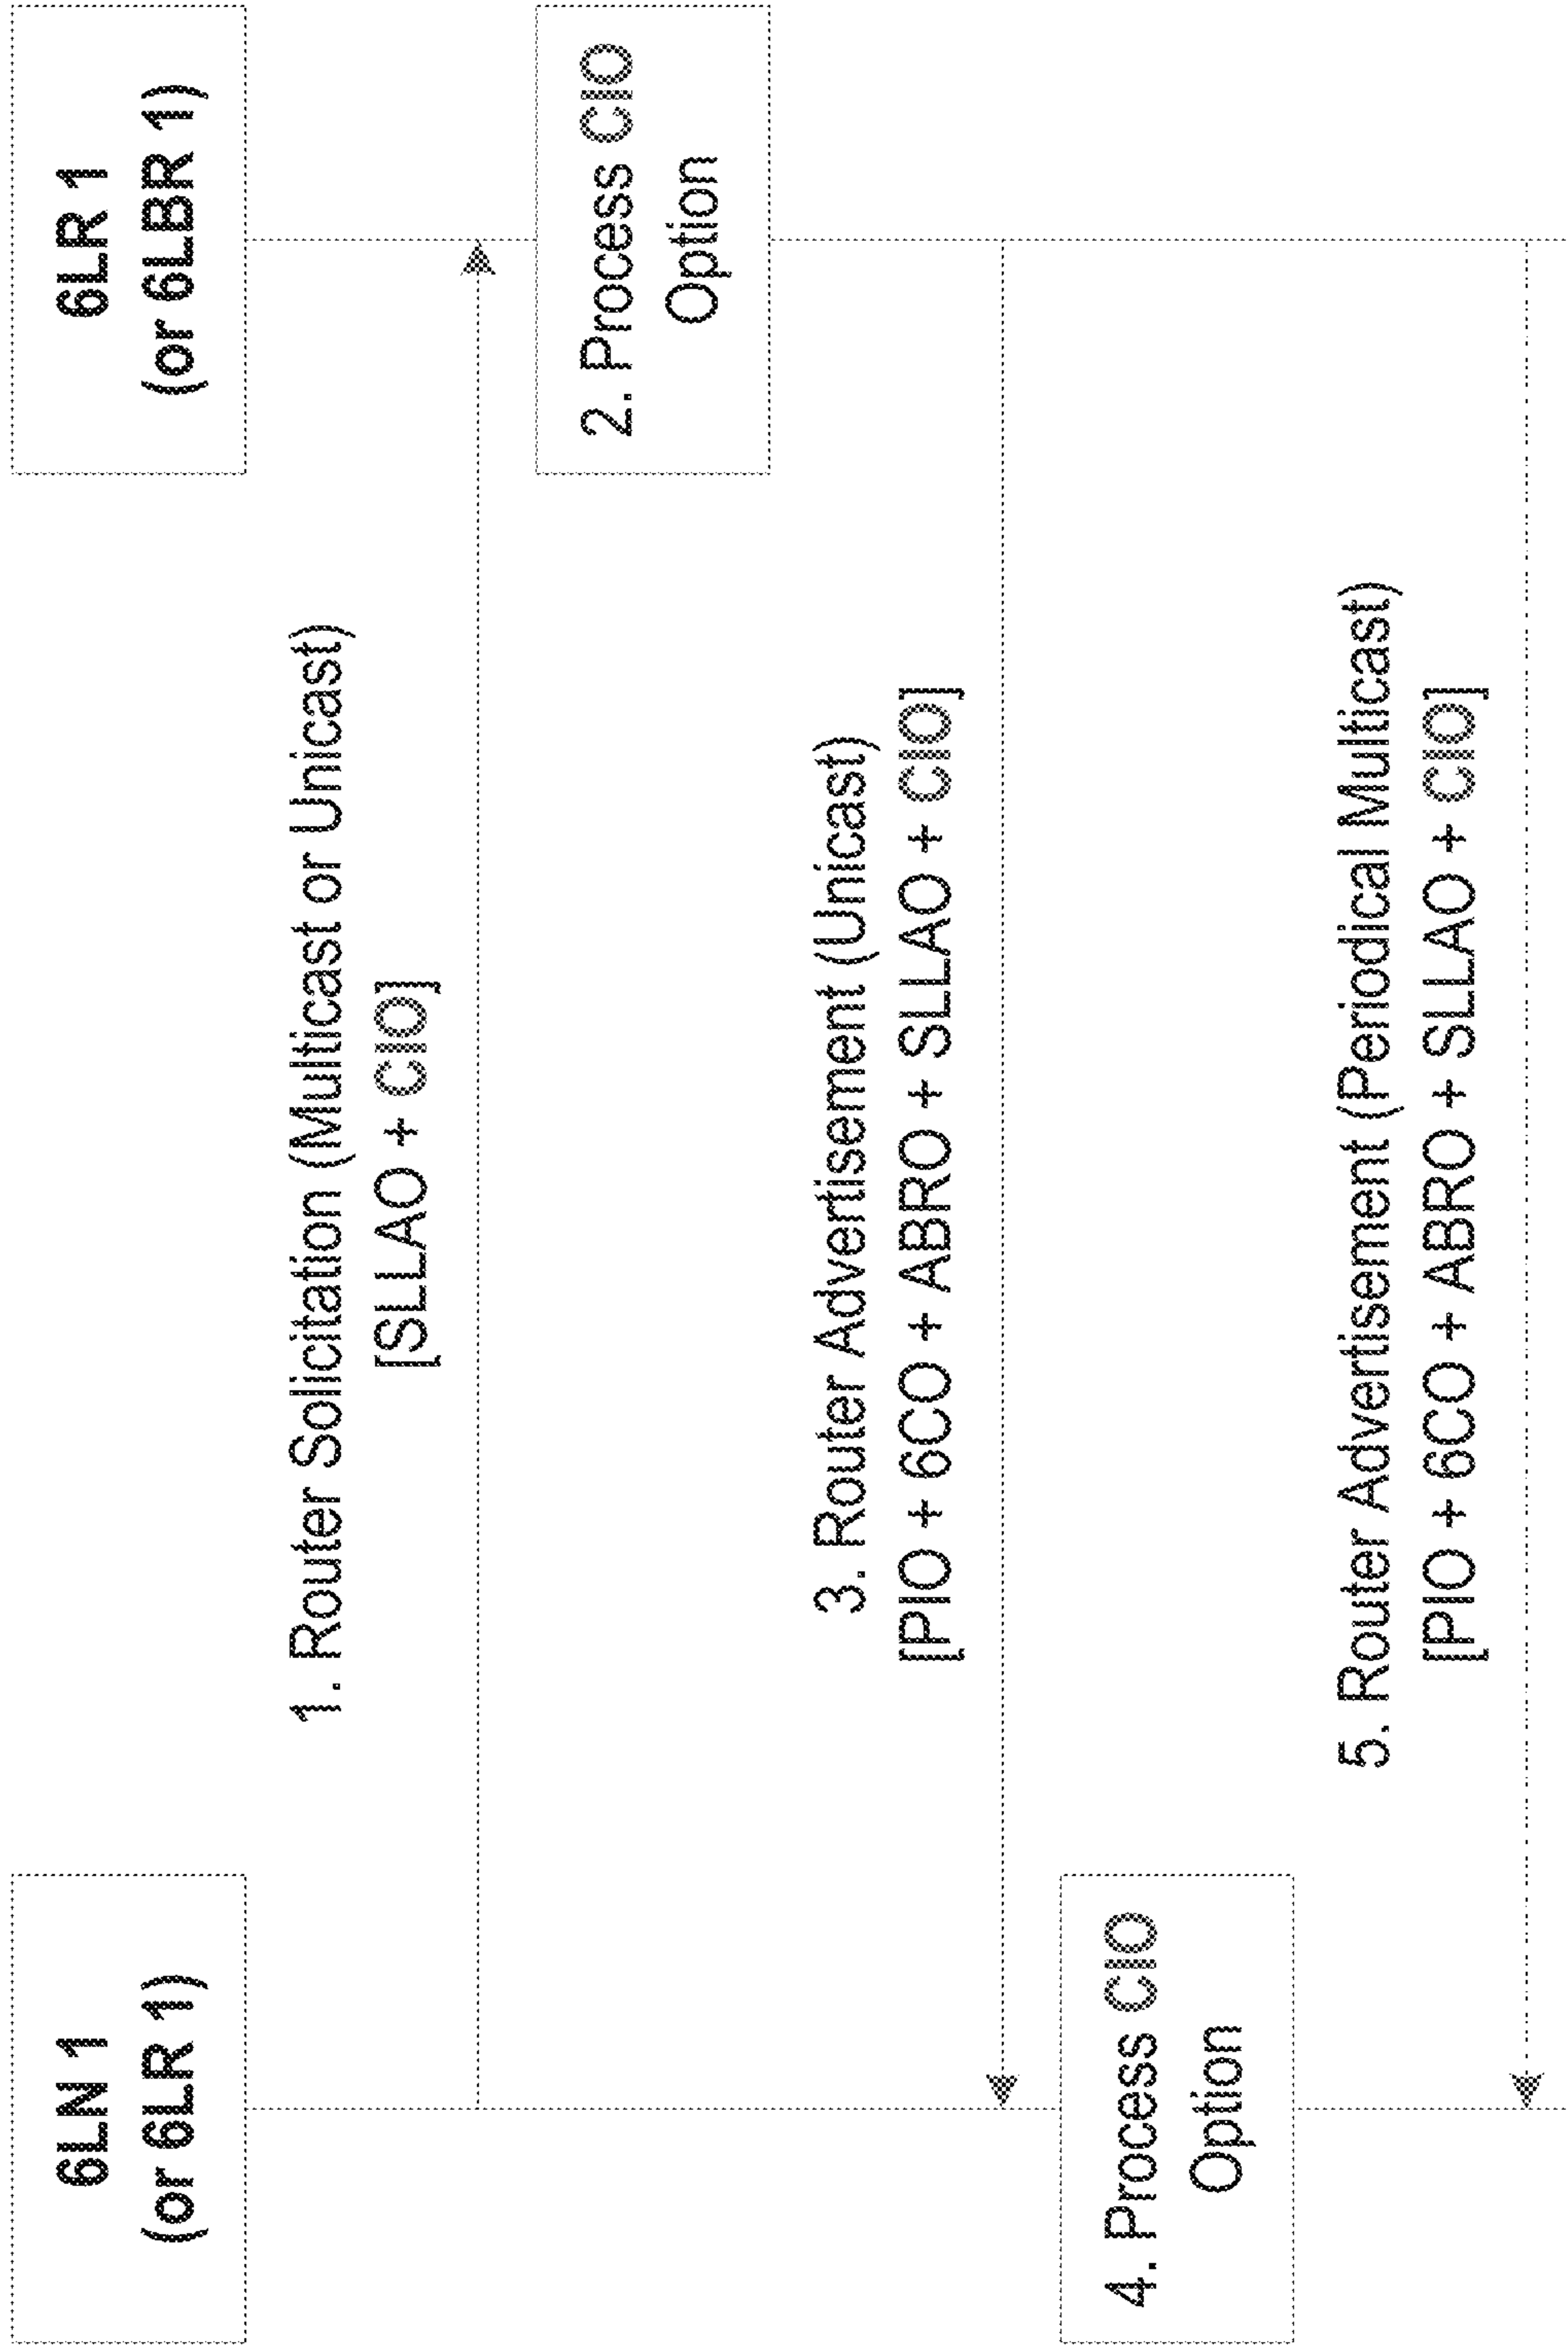 6LN 1
(or 6LR 1)
6LR 1
(or 6LBR 1)
1. Router Solicitation (Multicast or Unicast)
[SLLAO + CIO]
2. Process CIO
Option
3. Router Advertisement (Unicast)
[PIO + 6CO + ABRO + SLLAO + CIO]
4. Process CIO
Option
5. Router Advertisement (Periodical Multicast)
[PIO + 6CO + ABRO + SLLAO + CIO]